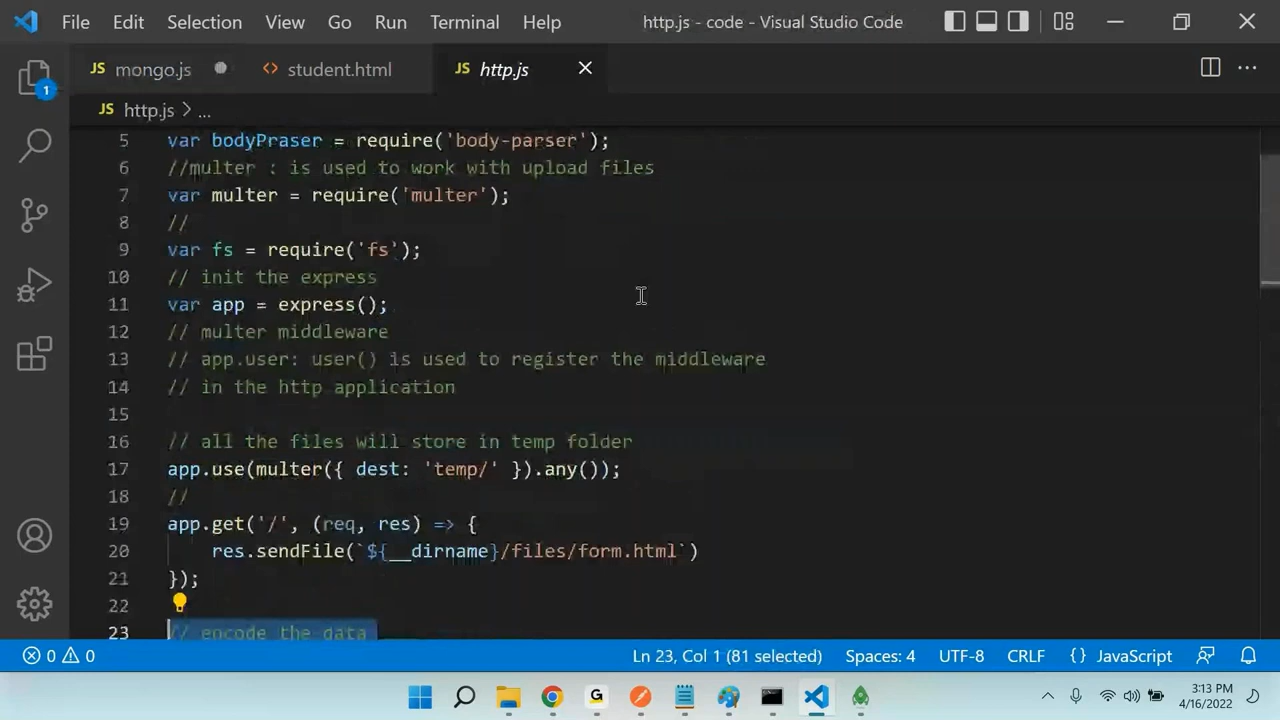 File Edit Selection View Go Run Terminal Help http.js - code - Visual Studio Code
JS mongo.js student.html JS http.js
1
JS http.js > ...
5 var bodyPraser = require('body-parser');
6 //multer : is used to work with upload files
7 var multer = require('multer');
8 //
9 var fs = require('fs');
10 // init the express
11 var app = express();
12 // multer middleware
13 // app.user: user() is used to register the middleware
14 // in the http application
15
16 // all the files will store in temp folder
17 app.use(multer({ dest: 'temp/' }).any());
18 //
19 app.get('/', (req, res) => {
20 res.sendFile(`${__dirname}/files/form.html`)
21 });
22
23 // encode the data
0 0 Ln 23, Col 1 (81 selected) Spaces: 4 UTF-8 CRLF {} JavaScript
G
3:13 PM
4/16/2022